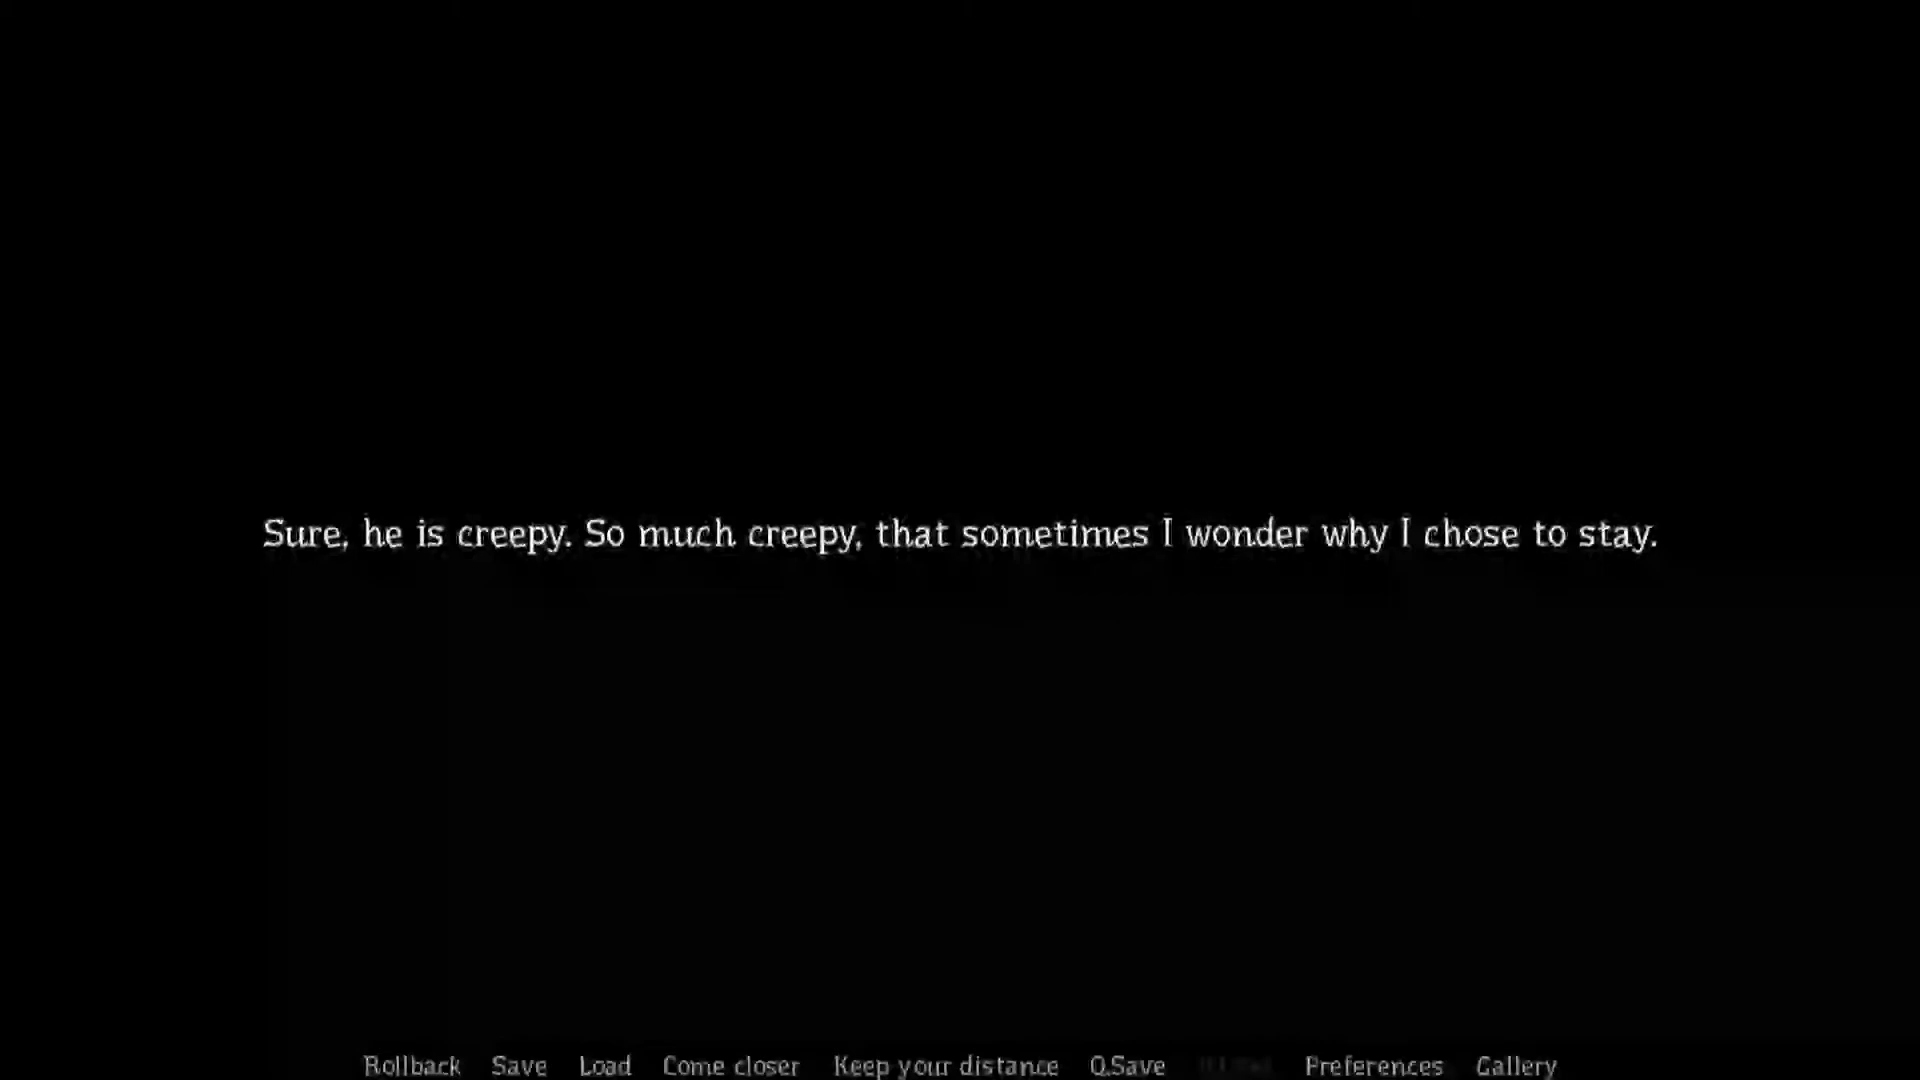 Sure, he is creepy. So much creepy, that sometimes I wonder why I chose to stay.
Rollback Save Load Come closer Keep your distance Q.Save Preferences Gallery